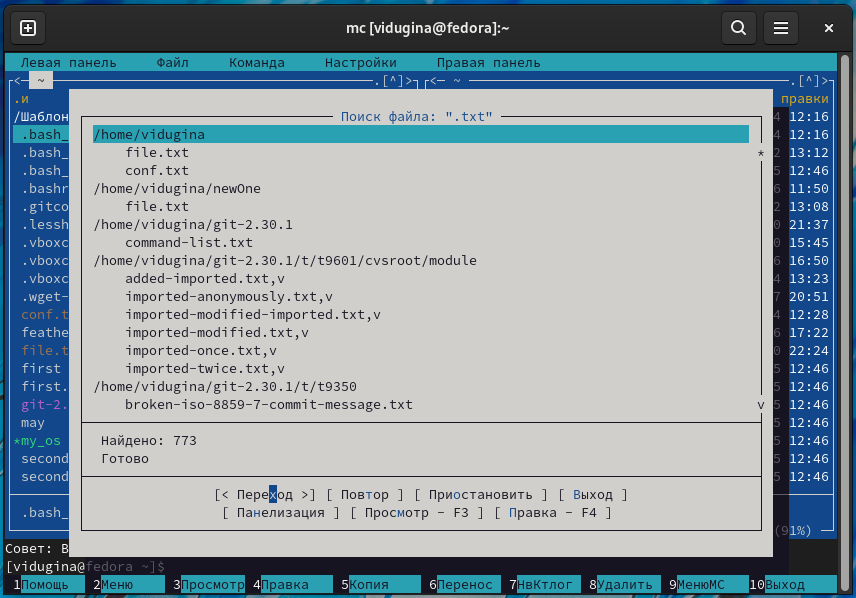 mc [vidugina@fedora]:~
Левая панель Файл Команда Настройки Правая панель
<— ~ .[^]> <— ~ .[^]>
.и правки
/Шаблон 4 12:16
.bash_ 4 12:16
.bash_ 2 13:12
.bash_ 5 12:46
.bashr 6 11:50
.gitco 2 13:08
.lessh 0 21:37
.vboxc 0 15:45
.vboxc 6 16:50
.vboxc 4 13:23
.wget- 7 20:51
conf.t 4 12:28
feathe 6 17:22
file.t 0 22:24
first 5 12:46
first. 5 12:46
git-2. 5 12:46
may 5 12:46
*my_os 5 12:46
second 5 12:46
second 5 12:46
.bash_
(91%)
Поиск файла: ".txt"
/home/vidugina
file.txt
conf.txt
/home/vidugina/newOne
file.txt
/home/vidugina/git-2.30.1
command-list.txt
/home/vidugina/git-2.30.1/t/t9601/cvsroot/module
added-imported.txt,v
imported-anonymously.txt,v
imported-modified-imported.txt,v
imported-modified.txt,v
imported-once.txt,v
imported-twice.txt,v
/home/vidugina/git-2.30.1/t/t9350
broken-iso-8859-7-commit-message.txt
Найдено: 773
Готово
[< Переход >] [ Повтор ] [ Приостановить ] [ Выход ]
[ Панелизация ] [ Просмотр - F3 ] [ Правка - F4 ]
Совет: В
[vidugina@fedora ~]$
1Помощь 2Меню 3Просмотр 4Правка 5Копия 6Перенос 7НвКтлог 8Удалить 9МенюМС 10Выход